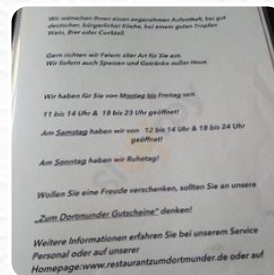 Wir wünschen Ihnen einen angenehmen Aufenthalt, bei gut
deutscher, bürgerlicher Küche, bei einem guten Tropfen
Wein, Bier oder Cocktail.
Gern richten wir Feiern aller Art für Sie aus.
Wir liefern auch Speisen und Getränke außer Haus.
Wir haben für Sie von Montag bis Freitag von
11 bis 14 Uhr & 18 bis 23 Uhr geöffnet!
Am Samstag haben wir von 12 bis 14 Uhr & 18 bis 24 Uhr
geöffnet!
Am Sonntag haben wir Ruhetag!
Wollen Sie eine Freude verschenken, sollten Sie an unsere
„Zum Dortmunder Gutscheine" denken!
Weitere Informationen erfahren Sie bei unserem Service
Personal oder auf unserer
Homepage:www.restaurantzumdortmunder.de oder auf